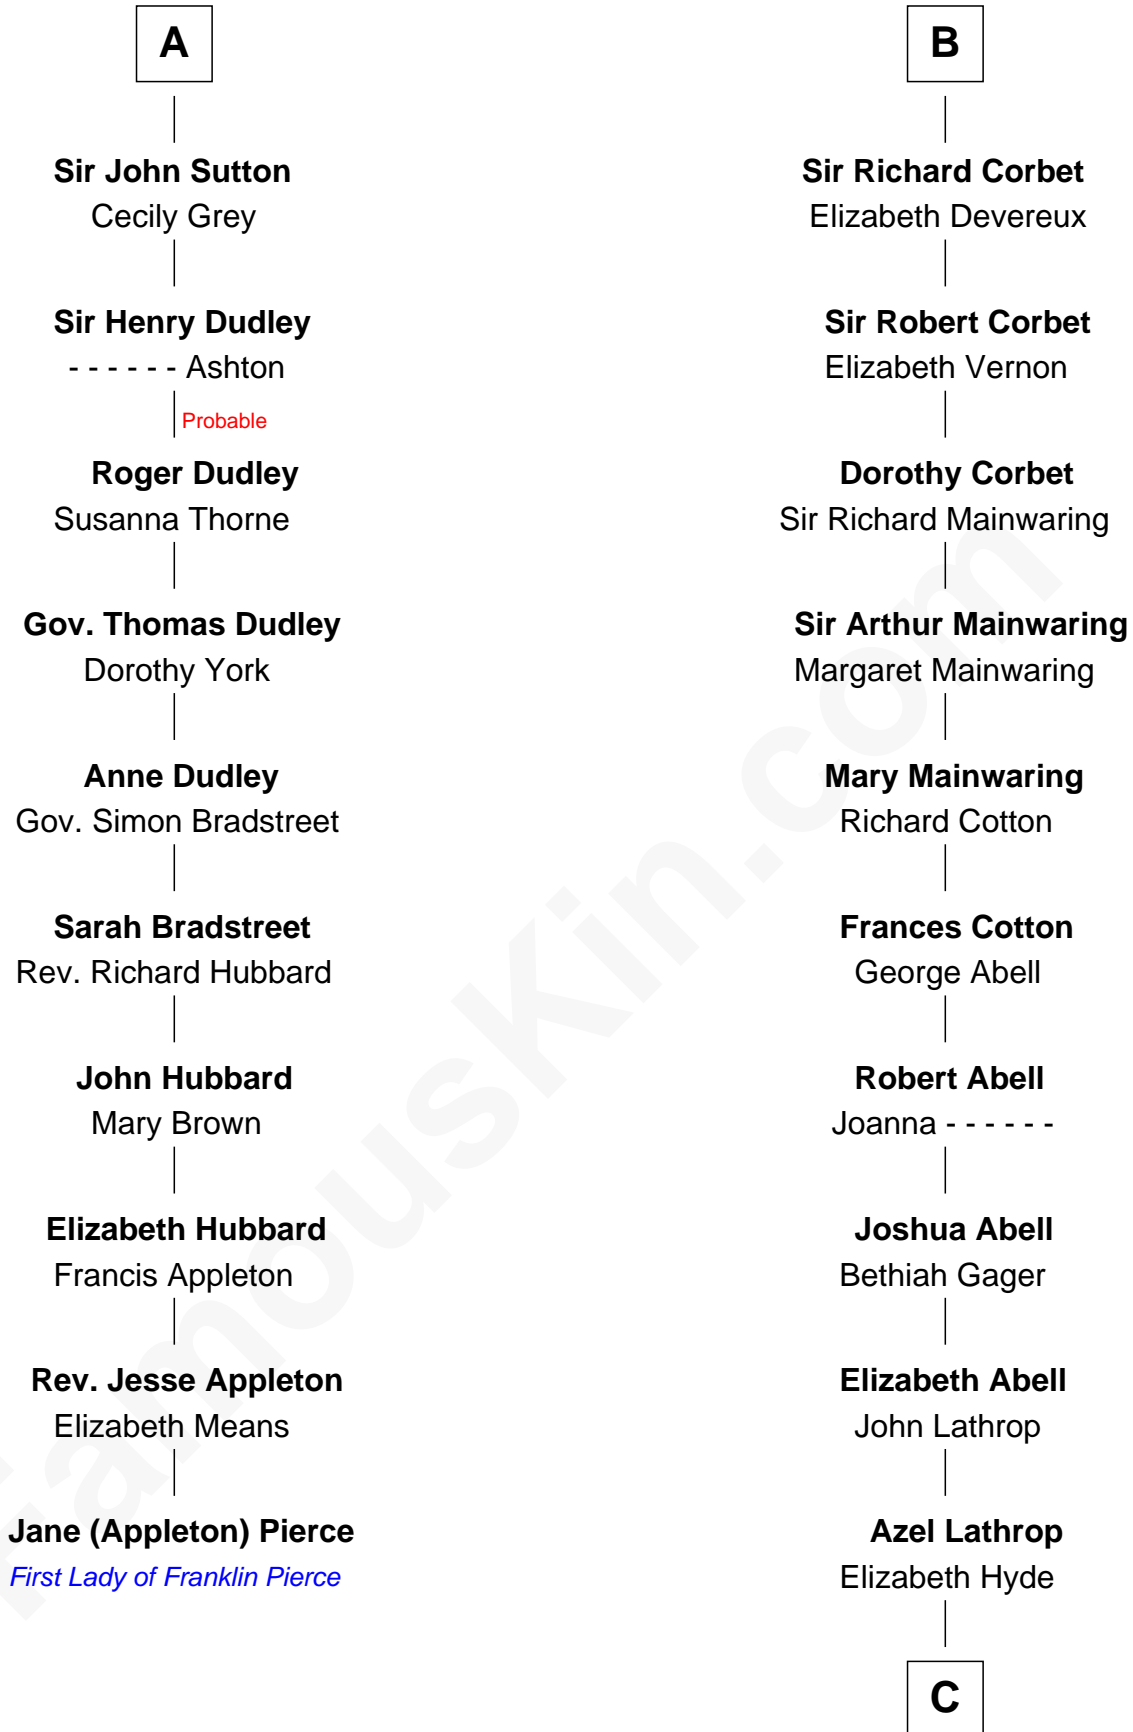 A
Sir John Sutton
Cecily Grey
Sir Henry Dudley
- - - - - - Ashton
Probable
Roger Dudley
Susanna Thorne
Gov. Thomas Dudley
Dorothy York
Anne Dudley
Gov. Simon Bradstreet
Sarah Bradstreet
Rev. Richard Hubbard
John Hubbard
Mary Brown
Elizabeth Hubbard
Francis Appleton
Rev. Jesse Appleton
Elizabeth Means
Jane (Appleton) Pierce
First Lady of Franklin Pierce
B
Sir Richard Corbet
Elizabeth Devereux
Sir Robert Corbet
Elizabeth Vernon
Dorothy Corbet
Sir Richard Mainwaring
Sir Arthur Mainwaring
Margaret Mainwaring
Mary Mainwaring
Richard Cotton
Frances Cotton
George Abell
Robert Abell
Joanna - - - - - -
Joshua Abell
Bethiah Gager
Elizabeth Abell
John Lathrop
Azel Lathrop
Elizabeth Hyde
C
FamousKin.com